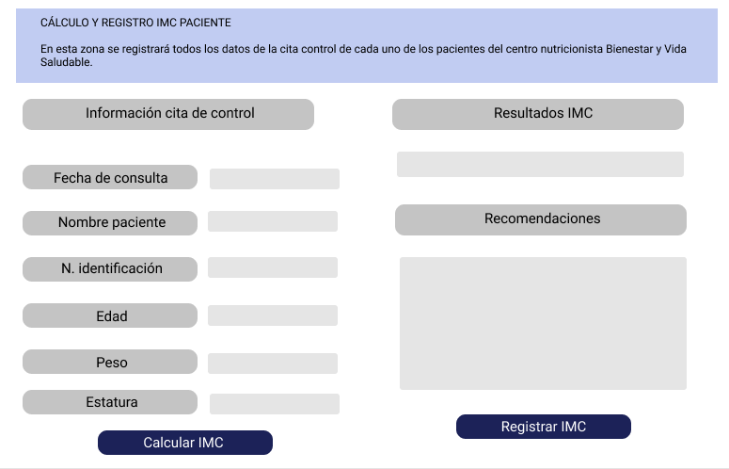 CÁLCULO Y REGISTRO IMC PACIENTE
En esta zona se registrará todos los datos de la cita control de cada uno de los pacientes del centro nutricionista Bienestar y Vida
Saludable.
Información cita de control
Fecha de consulta
Nombre paciente
N. identificación
Edad
Peso
Estatura
Calcular IMC
Resultados IMC
Recomendaciones
Registrar IMC